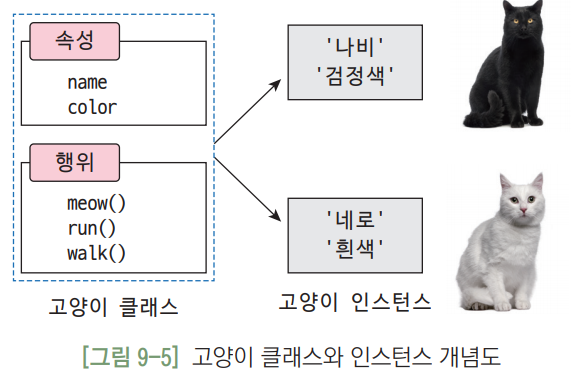 속성
name
color
행위
meow()
run()
walk()
고양이 클래스
'나비'
'검정색'
'네로'
'흰색'
고양이 인스턴스
[그림 9-5] 고양이 클래스와 인스턴스 개념도